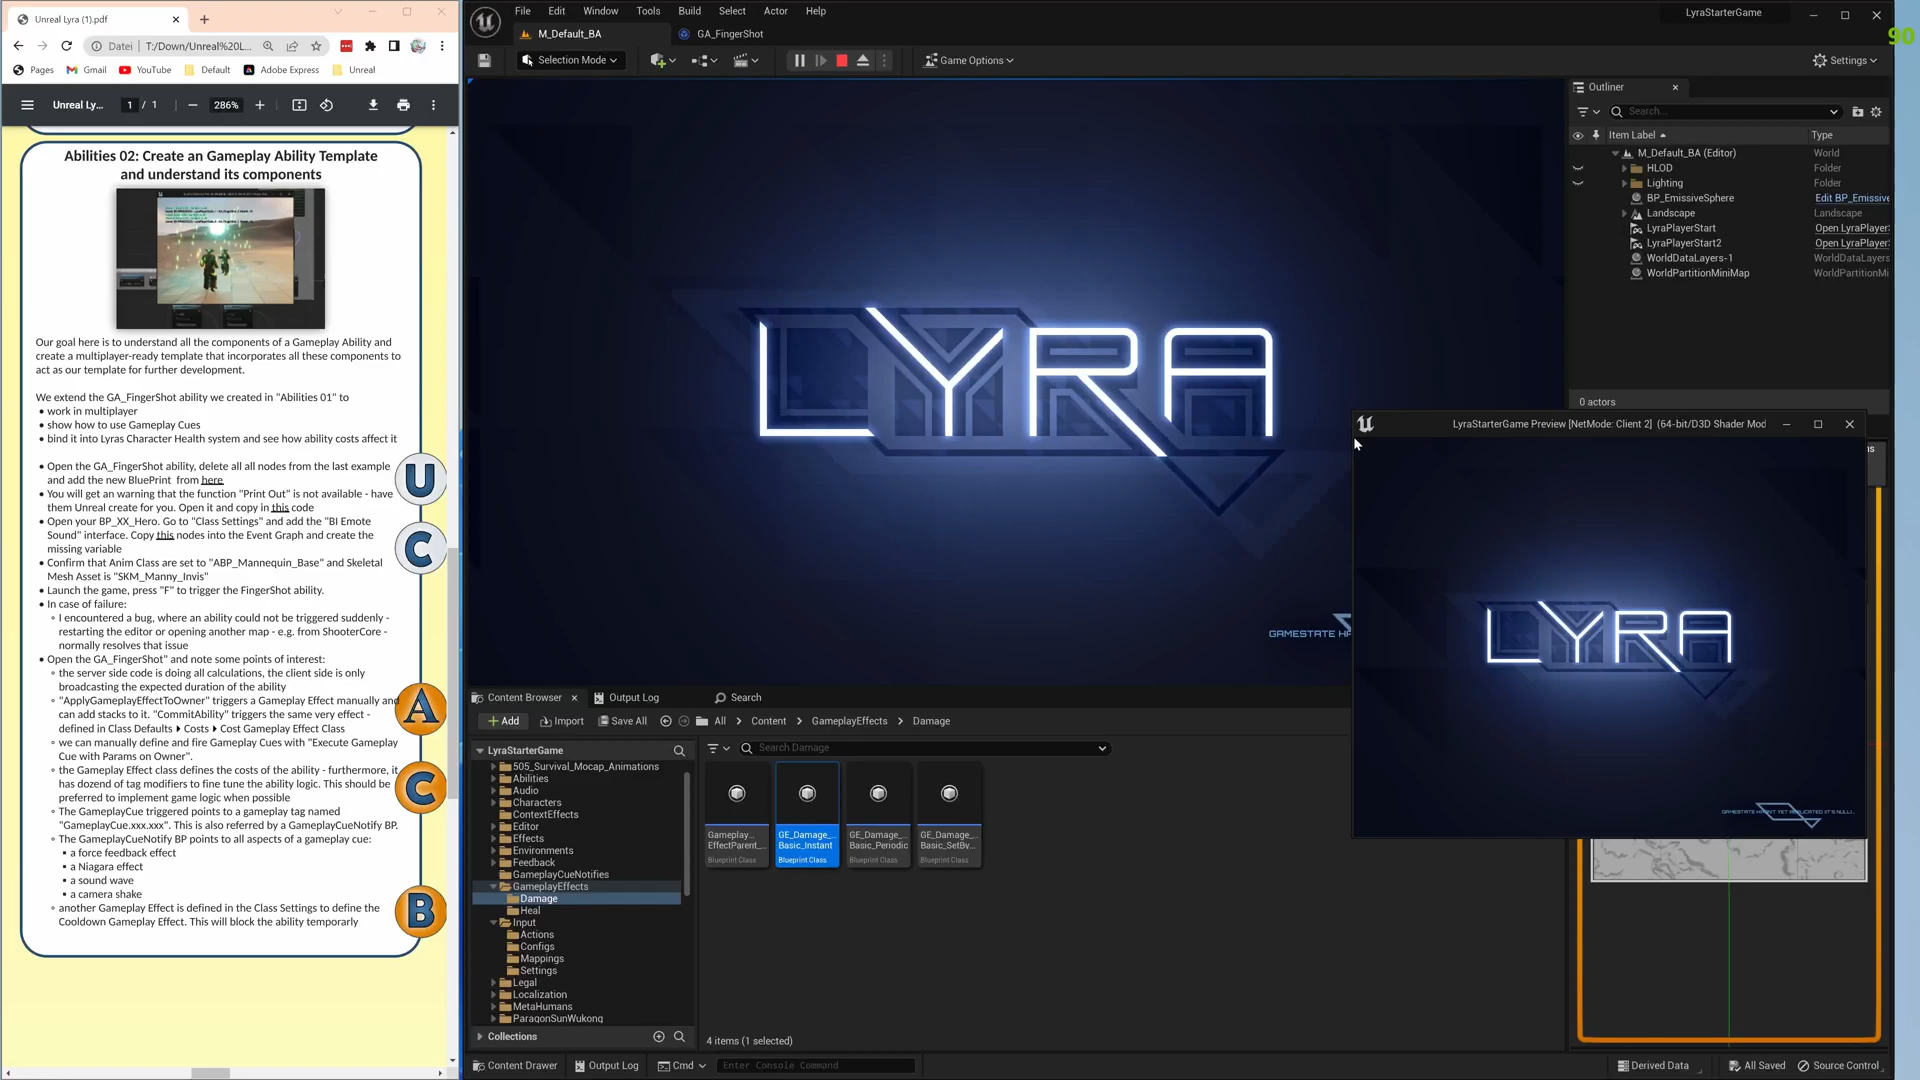 Unreal Lyra (1).pdf
Datei
T:/Down/Unreal%20L...
Pages
Gmail
YouTube
Default
Adobe Express
Unreal
Unreal Ly...
1 / 1
286%
Abilities 02: Create an Gameplay Ability Template
and understand its components
Our goal here is to understand all the components of a Gameplay Ability and
create a multiplayer-ready template that incorporates all these components to
act as our template for further development.
We extend the GA_FingerShot ability we created in "Abilities 01" to
• work in multiplayer
• show how to use Gameplay Cues
• bind it into Lyras Character Health system and see how ability costs affect it
• Open the GA_FingerShot ability, delete all all nodes from the last example
and add the new BluePrint from here
• You will get an warning that the function "Print Out" is not available - have
them Unreal create for you. Open it and copy in this code
• Open your BP_XX_Hero. Go to "Class Settings" and add the "BI Emote
Sound" interface. Copy this nodes into the Event Graph and create the
missing variable
• Confirm that Anim Class are set to "ABP_Mannequin_Base" and Skeletal
Mesh Asset is "SKM_Manny_Invis"
• Launch the game, press "F" to trigger the FingerShot ability.
• In case of failure:
◦ I encountered a bug, where an ability could not be triggered suddenly -
restarting the editor or opening another map - e.g. from ShooterCore -
normally resolves that issue
• Open the GA_FingerShot" and note some points of interest:
◦ the server side code is doing all calculations, the client side is only
broadcasting the expected duration of the ability
◦ "ApplyGameplayEffectToOwner" triggers a Gameplay Effect manually and
can add stacks to it. "CommitAbility" triggers the same very effect -
defined in Class Defaults ▸ Costs ▸ Cost Gameplay Effect Class
◦ we can manually define and fire Gameplay Cues with "Execute Gameplay
Cue with Params on Owner".
◦ the Gameplay Effect class defines the costs of the ability - furthermore, it
has dozend of tag modifiers to fine tune the ability logic. This should be
preferred to implement game logic when possible
◦ The GameplayCue triggered points to a gameplay tag named
"GameplayCue.xxx.xxx". This is also referred by a GameplayCueNotify BP.
◦ The GameplayCueNotify BP points to all aspects of a gameplay cue:
▪ a force feedback effect
▪ a Niagara effect
▪ a sound wave
▪ a camera shake
◦ another Gameplay Effect is defined in the Class Settings to define the
Cooldown Gameplay Effect. This will block the ability temporarly
U
C
A
C
B
File
Edit
Window
Tools
Build
Select
Actor
Help
LyraStarterGame
90
M_Default_BA
GA_FingerShot
Selection Mode
Game Options
Settings
LYRA
GAMESTATE HA
Outliner
Search...
Item Label
Type
M_Default_BA (Editor)
World
HLOD
Folder
Lighting
Folder
BP_EmissiveSphere
Edit BP_Emissive
Landscape
Landscape
LyraPlayerStart
Open LyraPlayerS
LyraPlayerStart2
Open LyraPlayerS
WorldDataLayers-1
WorldDataLayers
WorldPartitionMiniMap
WorldPartitionMi
0 actors
LyraStarterGame Preview [NetMode: Client 2] (64-bit/D3D Shader Mod
LYRA
Content Browser
Output Log
Search
Add
Import
Save All
All
Content
GameplayEffects
Damage
LyraStarterGame
Search Damage
505_Survival_Mocap_Animations
Abilities
Audio
Characters
ContextEffects
Editor
Effects
Environments
Feedback
GameplayCueNotifies
GameplayEffects
Damage
Heal
Input
Actions
Configs
Mappings
Settings
Legal
Localization
MetaHumans
ParagonSunWukong
Gameplay...
EffectParent_...
Blueprint Class
GE_Damage_...
Basic_Instant
Blueprint Class
GE_Damage_...
Basic_Periodic
Blueprint Class
GE_Damage_...
Basic_SetBy...
Blueprint Class
Collections
4 items (1 selected)
Content Drawer
Output Log
Cmd
Enter Console Command
Derived Data
All Saved
Source Control